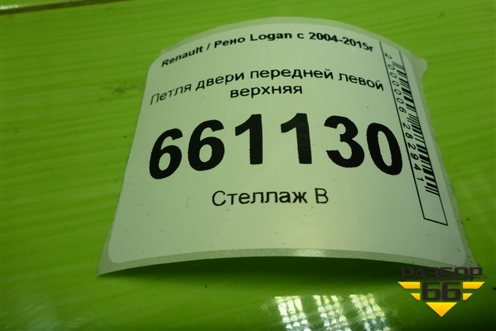 Renault / Рено Logan с 2004-2015г
Петля двери передней левой
верхняя
661130
Стеллаж В
РАЗБОР
66